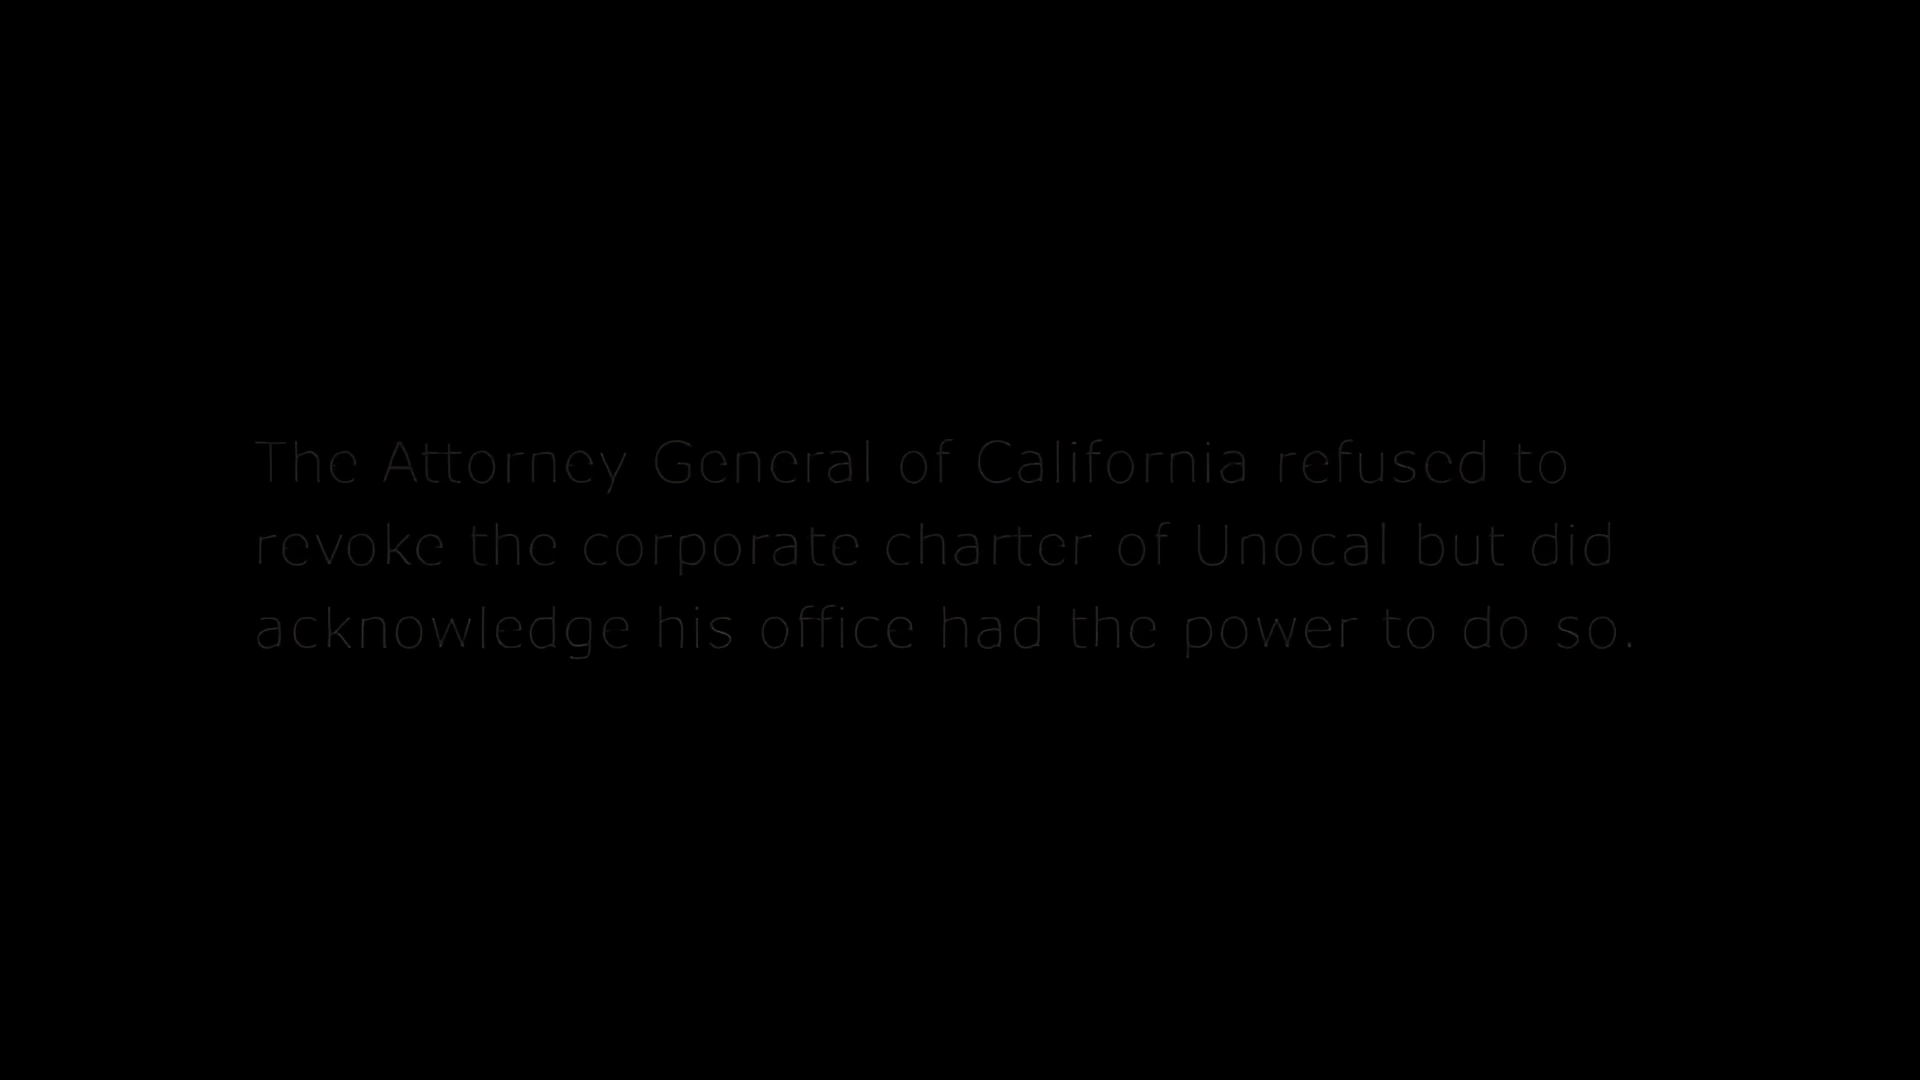 The Attorney General of California refused to
revoke the corporate charter of Unocal but did
acknowledge his office had the power to do so.